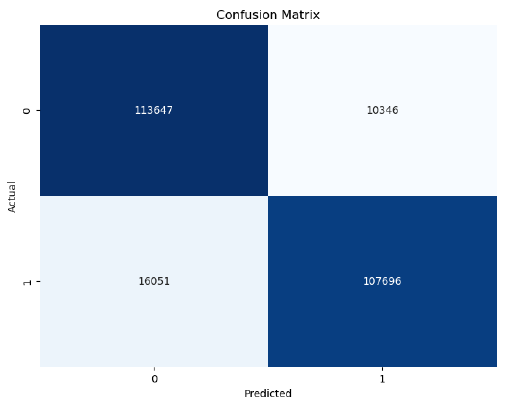 Confusion Matrix
Actual
0
113647
10346
1
16051
107696
0
1
Predicted